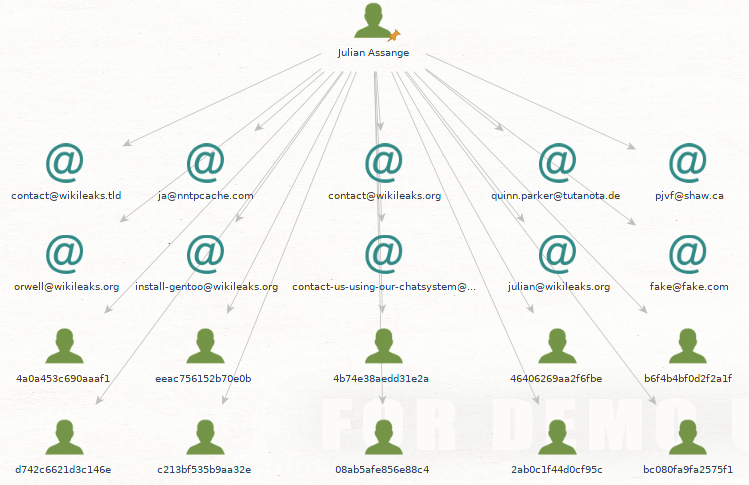 Julian Assange
contact@wikileaks.tld
ja@nntpcache.com
contact@wikileaks.org
quinn.parker@tutanota.de
pjvf@shaw.ca
orwell@wikileaks.org
install-gentoo@wikileaks.org
contact-us-using-our-chatsystem@...
julian@wikileaks.org
fake@fake.com
4a0a453c690aaaf1
eeac756152b70e0b
4b74e38aedd31e2a
46406269aa2f6fbe
b6f4b4bf0d2f2a1f
FOR DEMO U
d742c6621d3c146e
c213bf535b9aa32e
08ab5afe856e88c4
2ab0c1f44d0cf95c
bc080fa9fa2575f1